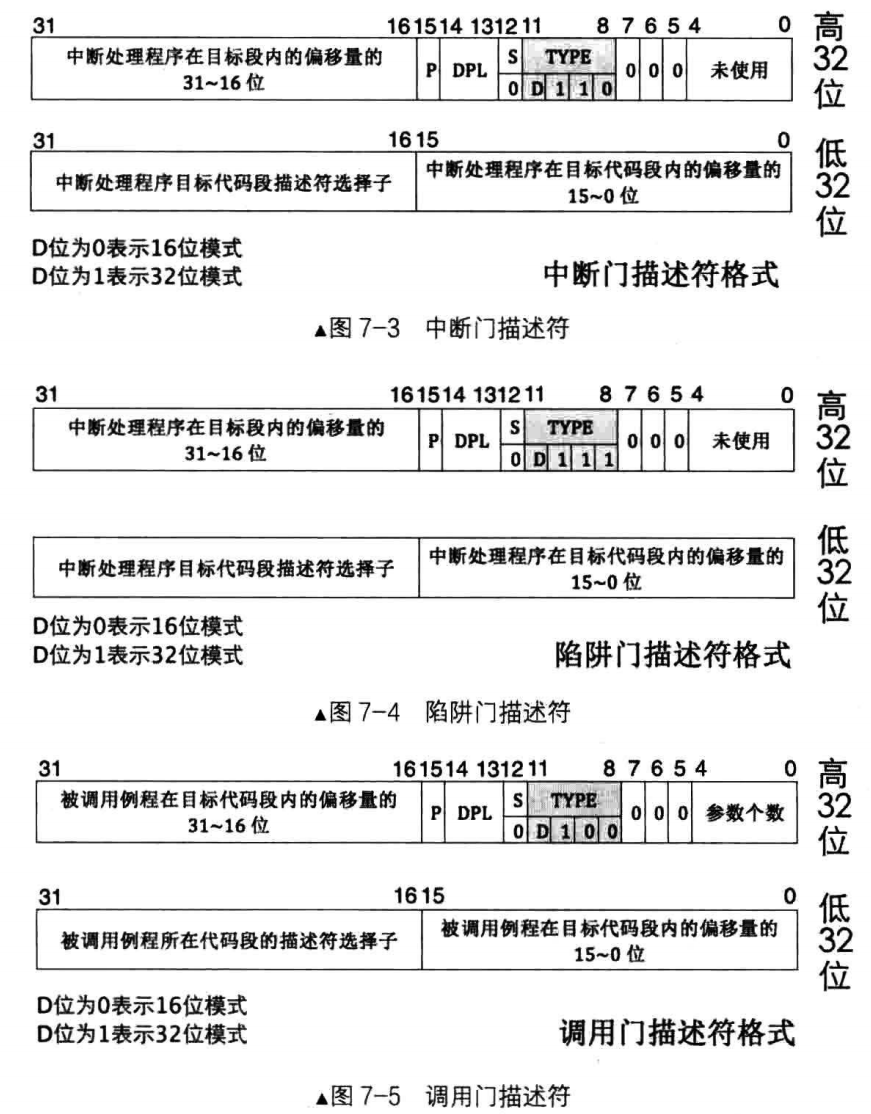 31 16 15 14 13 12 11 8 7 6 5 4 0
中断处理程序在目标段内的偏移量的
31~16 位
P DPL S TYPE 0 0 0 未使用
0 D 1 1 0
高32位
31 16 15 0
中断处理程序目标代码段描述符选择子
中断处理程序在目标代码段内的偏移量的
15~0 位
低32位
D位为0表示16位模式
D位为1表示32位模式
中断门描述符格式
▲图 7-3 中断门描述符
31 16 15 14 13 12 11 8 7 6 5 4 0
中断处理程序在目标段内的偏移量的
31~16 位
P DPL S TYPE 0 0 0 未使用
0 D 1 1 1
高32位
中断处理程序目标代码段描述符选择子
中断处理程序在目标代码段内的偏移量的
15~0 位
低32位
D位为0表示16位模式
D位为1表示32位模式
陷阱门描述符格式
▲图 7-4 陷阱门描述符
31 16 15 14 13 12 11 8 7 6 5 4 0
被调用例程在目标代码段内的偏移量的
31~16 位
P DPL S TYPE 0 0 0 参数个数
0 D 1 0 0
高32位
31 16 15 0
被调用例程所在代码段的描述符选择子
被调用例程在目标代码段内的偏移量的
15~0 位
低32位
D位为0表示16位模式
D位为1表示32位模式
调用门描述符格式
▲图 7-5 调用门描述符